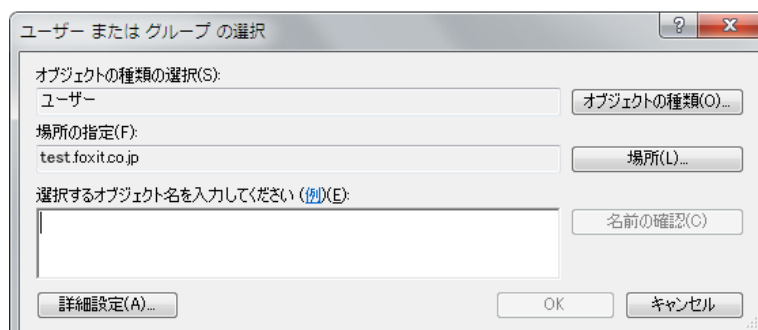 ユーザー または グループ の選択
オブジェクトの種類の選択(S):
ユーザー
オブジェクトの種類(O)...
場所の指定(F):
test.foxit.co.jp
場所(L)...
選択するオブジェクト名を入力してください (例)(E):
名前の確認(C)
詳細設定(A)...
OK
キャンセル